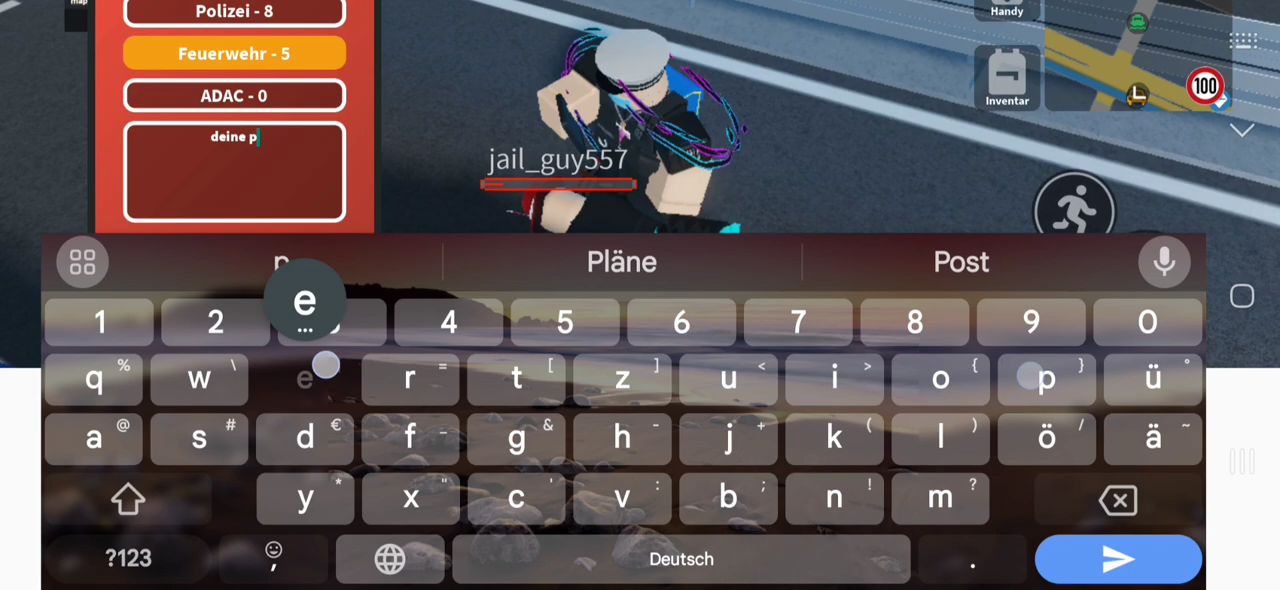 map
Polizei - 8
Feuerwehr - 5
ADAC - 0
deine p
jail_guy557
Handy
Inventar
100
Pläne Post
e
...
1 2 4 5 6 7 8 9 0
q % w \ e r = t [ z ] u < i > o { p } ü °
a @ s # d € f _ g & h - j + k ( l ) ö / ä ~
y * x " c ' v : b ; n ! m ?
?123 , Deutsch .